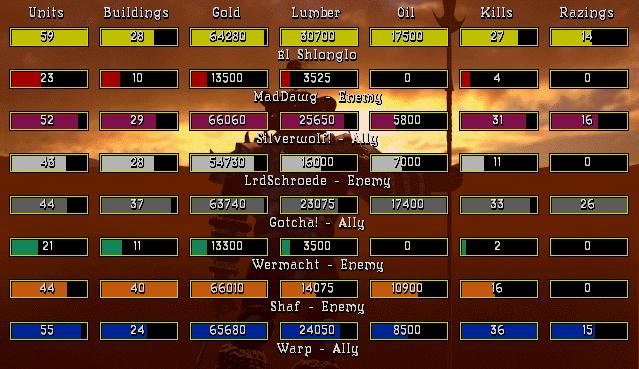 Units Buildings Gold Lumber Oil Kills Razings
59 28 64280 30700 17500 27 14
El Shlonglo
23 10 13500 3525 0 4 0
MadDawg - Enemy
52 29 66060 25650 5800 31 16
Silverwolf! - Ally
43 28 54730 16000 7000 11 0
LrdSchroede - Enemy
44 37 63740 23075 17400 33 26
Gotcha! - Ally
21 11 13300 3500 0 2 0
Wermacht - Enemy
44 40 66010 14075 10900 16 0
Shaf - Enemy
55 24 65680 24050 8500 36 15
Warp - Ally